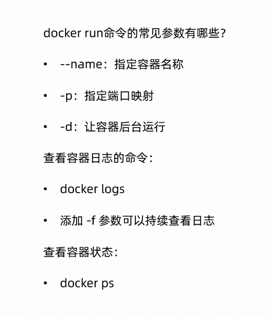 docker run命令的常见参数有哪些？
• --name：指定容器名称
• -p：指定端口映射
• -d：让容器后台运行
查看容器日志的命令：
• docker logs
• 添加 -f 参数可以持续查看日志
查看容器状态：
• docker ps